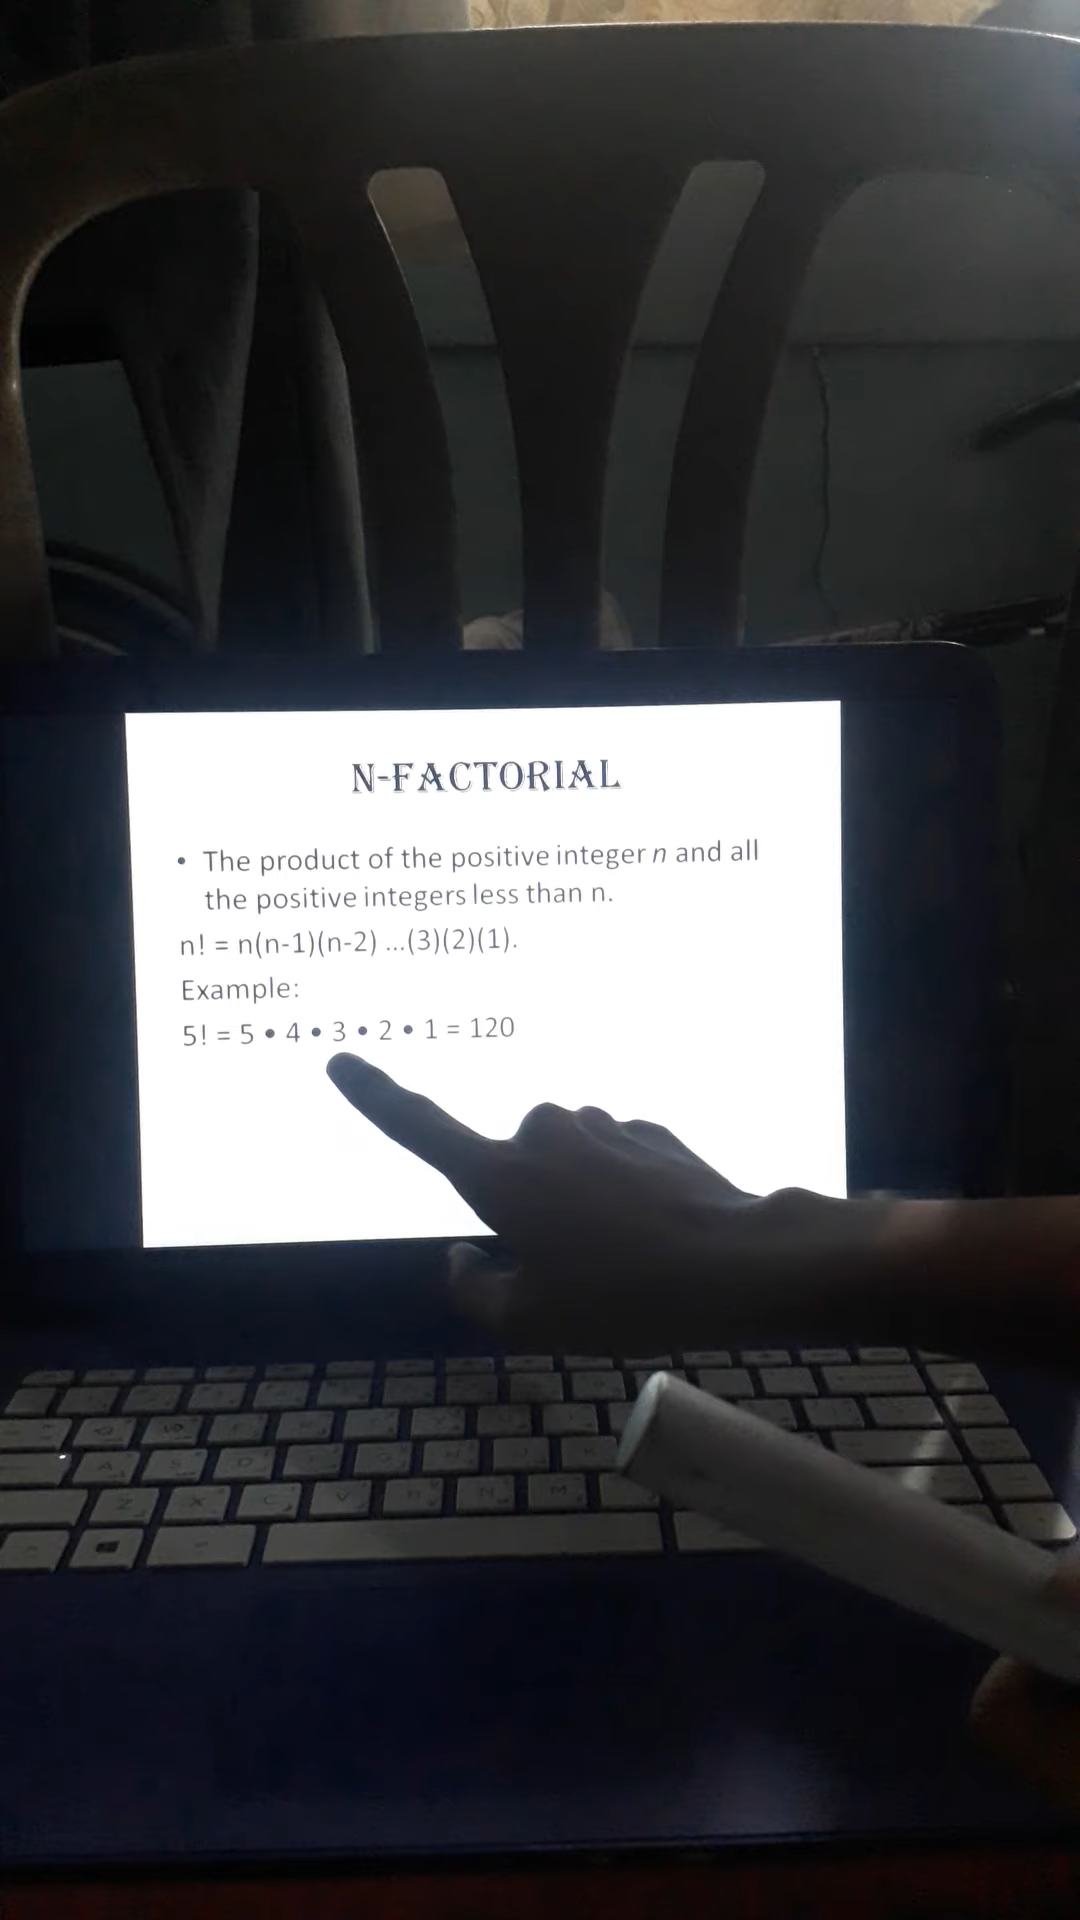 N-FACTORIAL
• The product of the positive integer n and all
the positive integers less than n.
n! = n(n-1)(n-2) ...(3)(2)(1).
Example:
5! = 5 • 4 • 3 • 2 • 1 = 120
A S D
Z X C V B N M